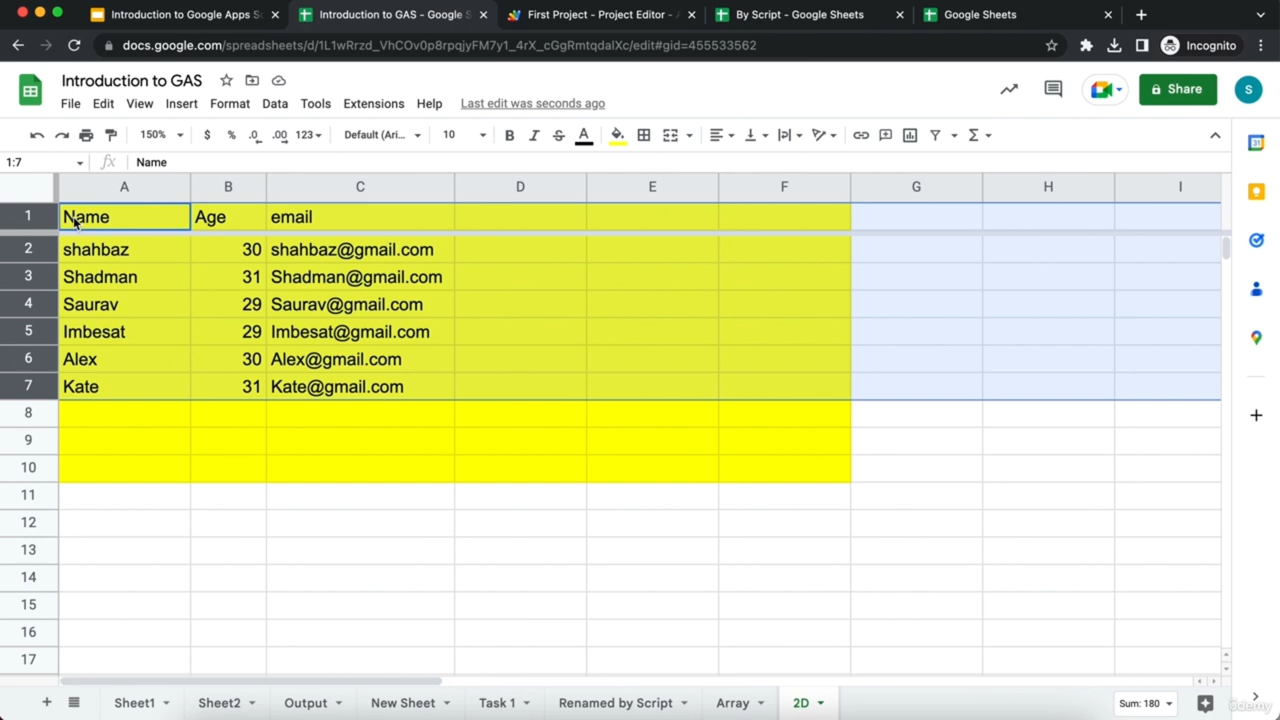 Introduction to Google Apps Sc
Introduction to GAS - Google S
First Project - Project Editor - A
By Script - Google Sheets
Google Sheets
docs.google.com/spreadsheets/d/1L1wRrzd_VhCOv0p8rpqjyFM7y1_4rX_cGgRmtqdalXc/edit#gid=455533562
Incognito
Introduction to GAS
File Edit View Insert Format Data Tools Extensions Help Last edit was seconds ago
Share
S
150% $ % .0 .00 123 Default (Ari... 10 B I S A
1:7 fx Name
A B C D E F G H I
1 Name Age email
2 shahbaz 30 shahbaz@gmail.com
3 Shadman 31 Shadman@gmail.com
4 Saurav 29 Saurav@gmail.com
5 Imbesat 29 Imbesat@gmail.com
6 Alex 30 Alex@gmail.com
7 Kate 31 Kate@gmail.com
8
9
10
11
12
13
14
15
16
17
Sheet1 Sheet2 Output New Sheet Task 1 Renamed by Script Array 2D Sum: 180
ûdemy